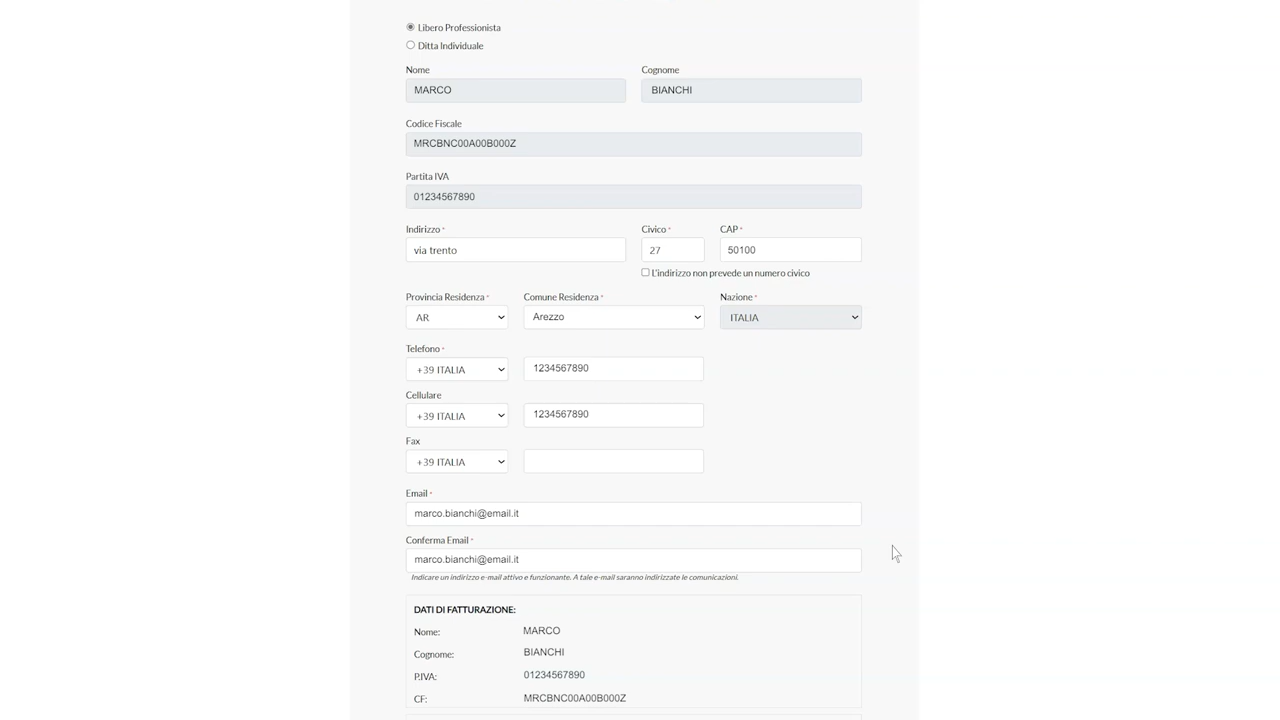 Libero Professionista
Ditta Individuale
Nome Cognome
MARCO BIANCHI
Codice Fiscale
MRCBNC00A00B000Z
Partita IVA
01234567890
Indirizzo * Civico * CAP *
via trento 27 50100
L'indirizzo non prevede un numero civico
Provincia Residenza * Comune Residenza * Nazione *
AR Arezzo ITALIA
Telefono *
+39 ITALIA 1234567890
Cellulare
+39 ITALIA 1234567890
Fax
+39 ITALIA
Email *
marco.bianchi@email.it
Conferma Email *
marco.bianchi@email.it
Indicare un indirizzo e-mail attivo e funzionante. A tale e-mail saranno indirizzate le comunicazioni.
DATI DI FATTURAZIONE:
Nome: MARCO
Cognome: BIANCHI
P.IVA: 01234567890
CF: MRCBNC00A00B000Z